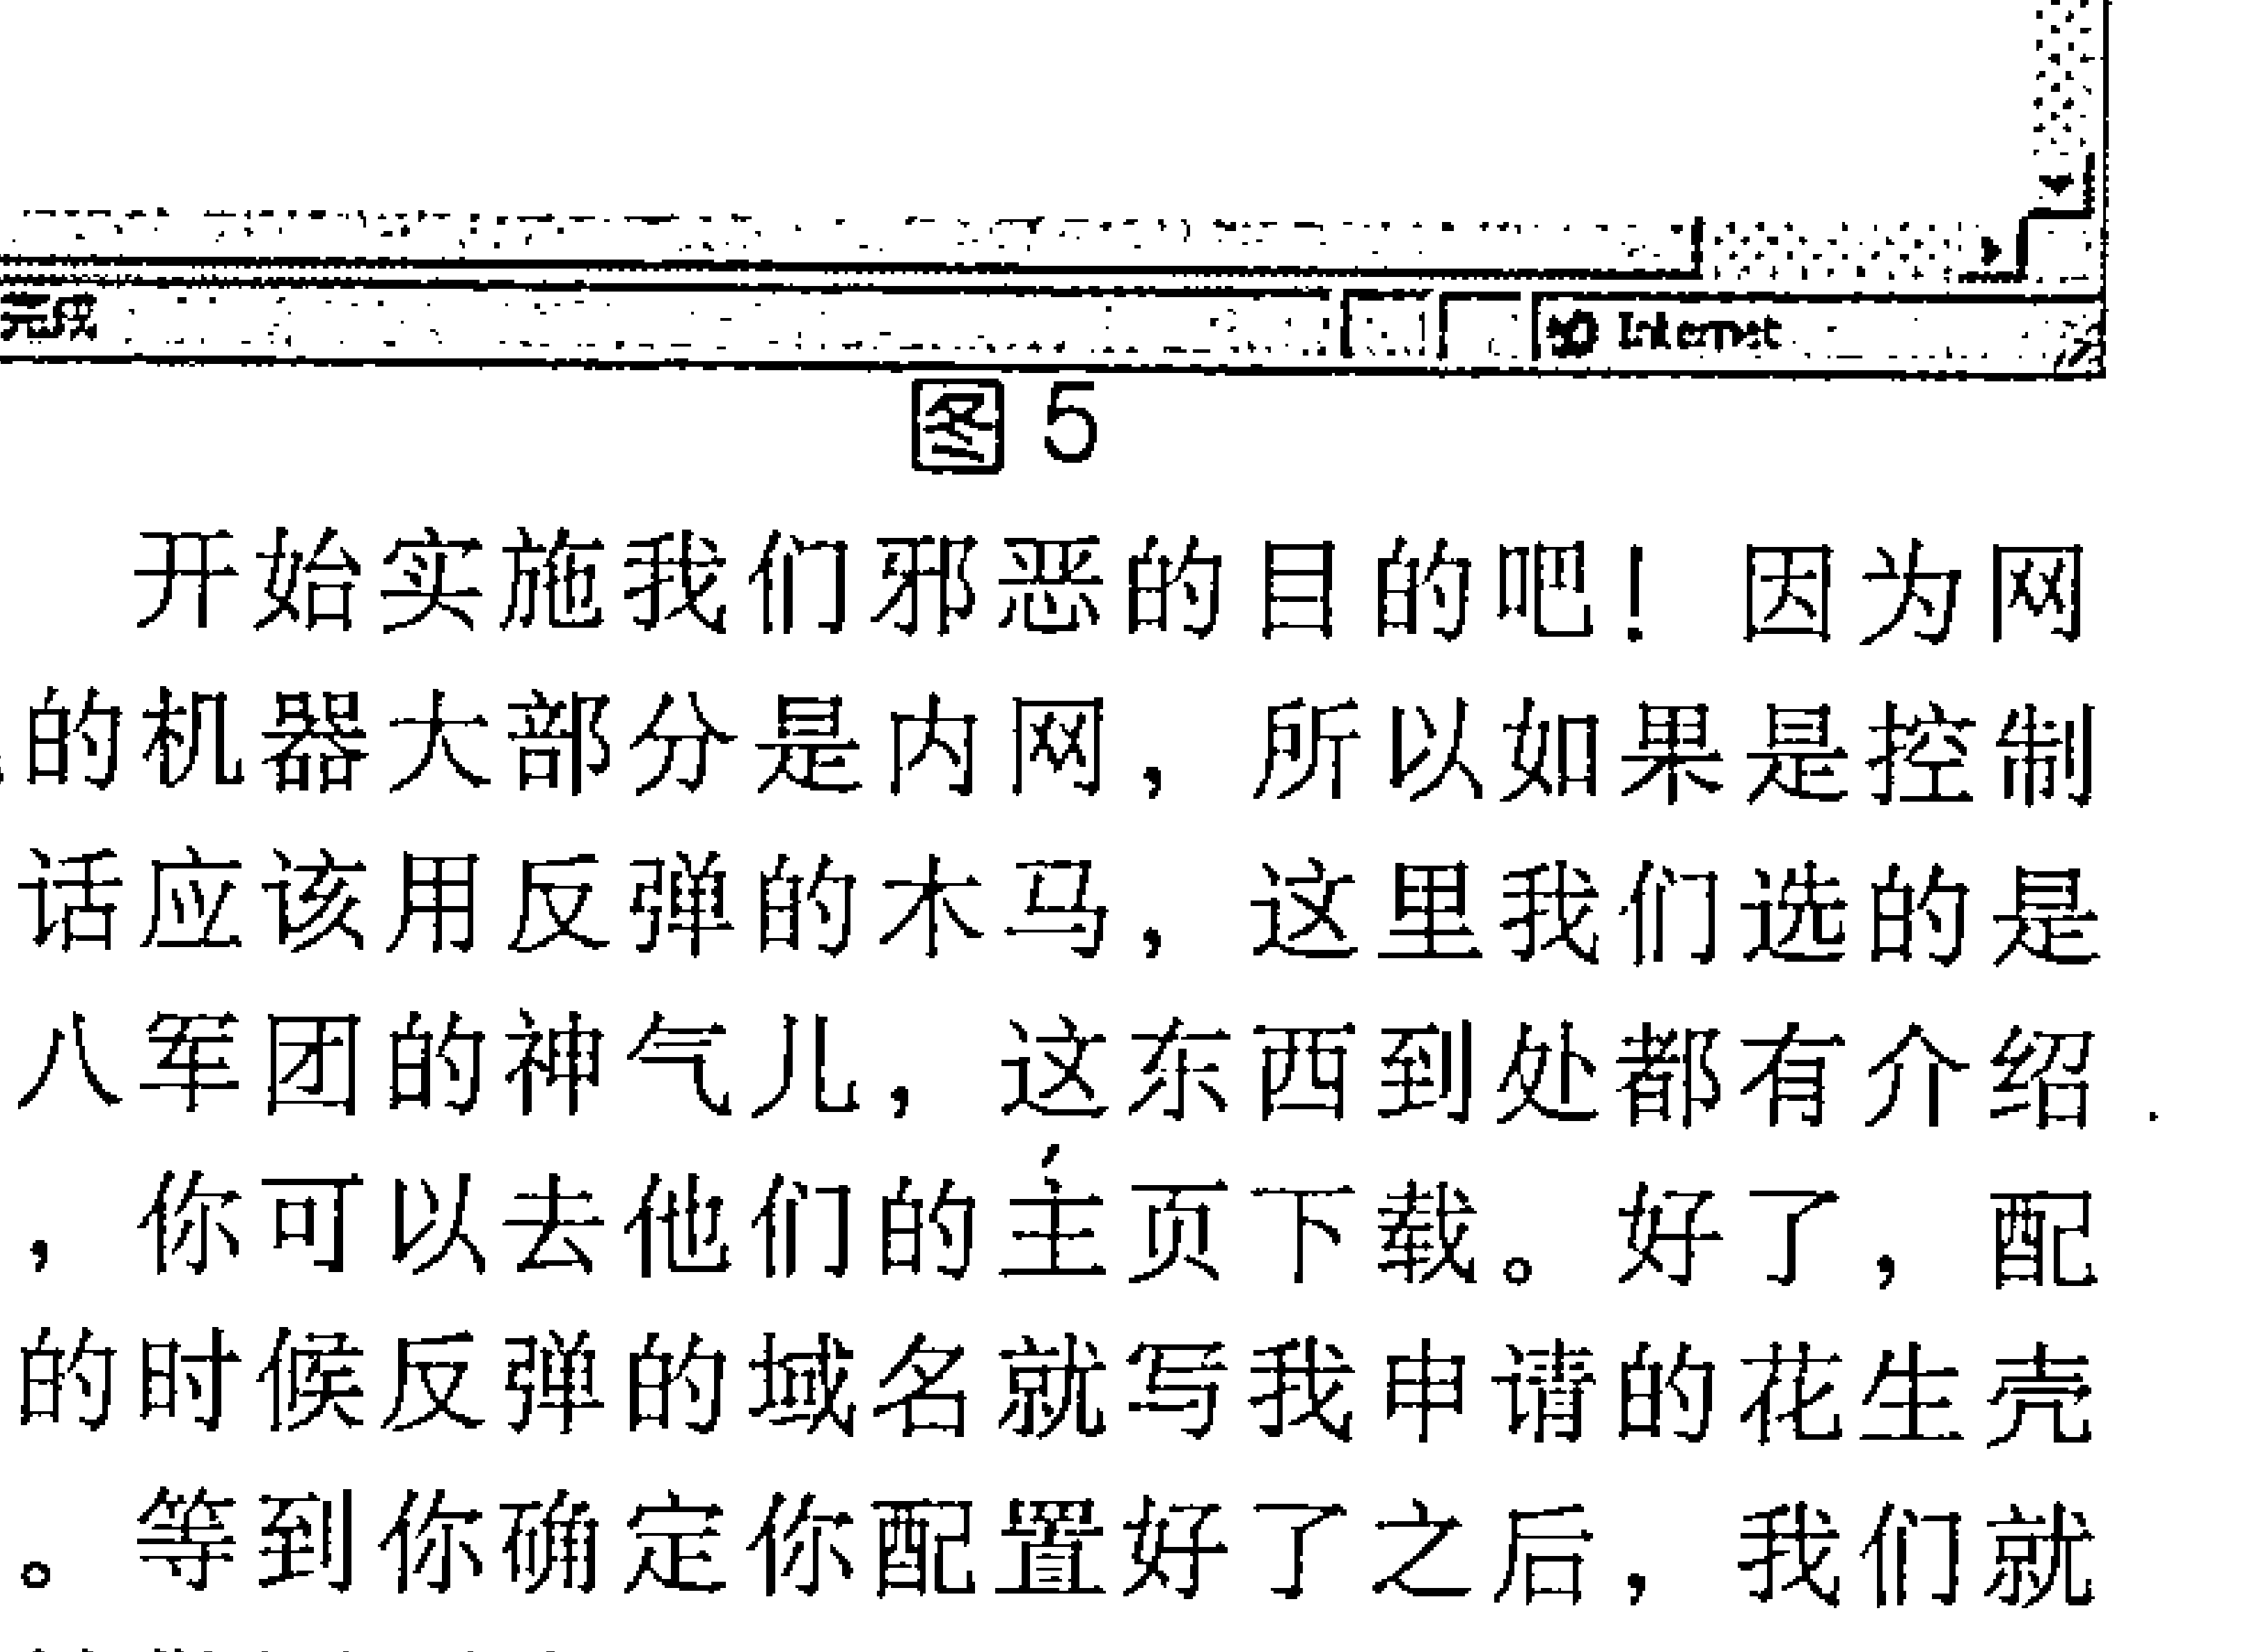 完成 Internet
图 5
开始实施我们邪恶的目的吧！因为网
的机器大部分是内网，所以如果是控制
话应该用反弹的木马，这里我们选的是
八军团的神气儿，这东西到处都有介绍
，你可以去他们的主页下载。好了，配
的时候反弹的域名就写我申请的花生壳
。等到你确定你配置好了之后，我们就